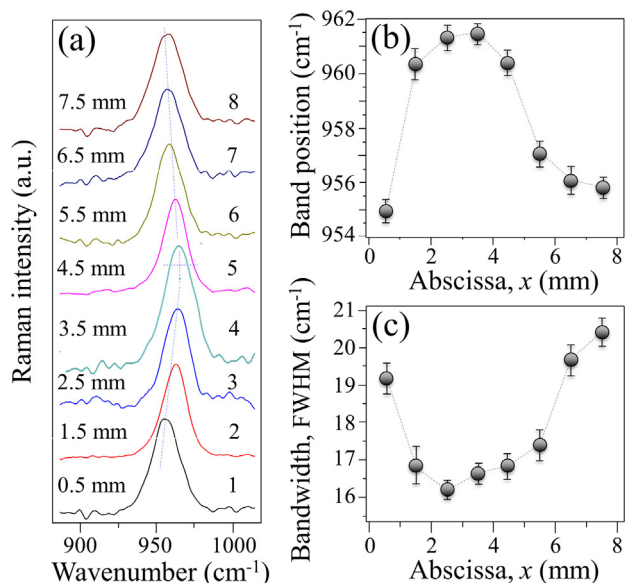 (a)
7.5 mm 8
6.5 mm 7
5.5 mm 6
4.5 mm 5
3.5 mm 4
2.5 mm 3
1.5 mm 2
0.5 mm 1
900 950 1000
Wavenumber (cm-1)
Raman intensity (a.u.)
(b)
962
960
958
956
954
0 2 4 6 8
Abscissa, x (mm)
Band position (cm-1)
(c)
21
20
19
18
17
16
0 2 4 6 8
Abscissa, x (mm)
Bandwidth, FWHM (cm-1)